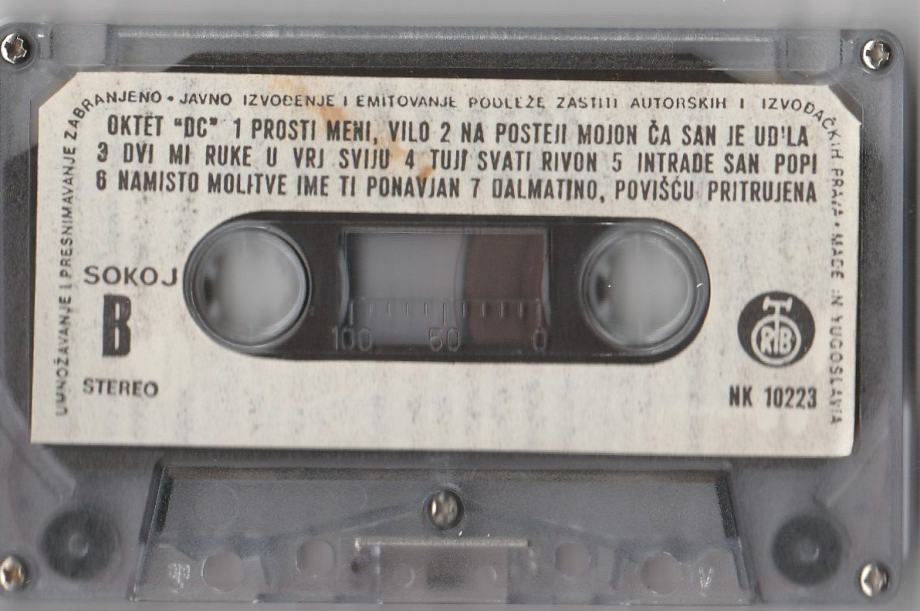 UMNOŽAVANJE I PRESNIMAVANJE ZABRANJENO • JAVNO IZVOĐENJE I EMITOVANJE PODLEŽE ZAŠTITI AUTORSKIH I IZVOĐAČKIH PRAVA • MADE IN YUGOSLAVIA
OKTET "DC" 1 PROSTI MENI, VILO 2 NA POSTEJI MOJON ČA SAN JE UD'LA
3 DVI MI RUKE U VRJ SVIJU 4 TUJI SVATI RIVON 5 INTRADE SAN POPI
6 NAMISTO MOLITVE IME TI PONAVJAN 7 DALMATINO, POVIŠĆU PRITRUJENA
SOKOJ
B
STEREO
100 50 0
RTB
NK 10223